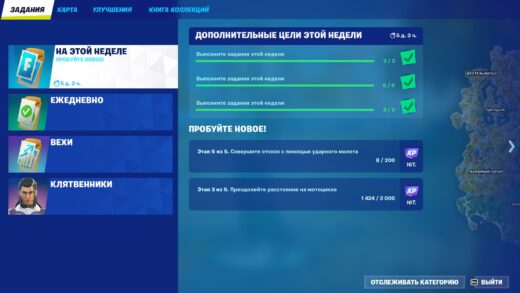 ЗАДАНИЯ КАРТА УЛУЧШЕНИЯ КНИГА КОЛЛЕКЦИЙ
НА ЭТОЙ НЕДЕЛЕ
ПРОБУЙТЕ НОВОЕ!
5 д. 3 ч.
ЕЖЕДНЕВНО
ВЕХИ
КЛЯТВЕННИКИ
ДОПОЛНИТЕЛЬНЫЕ ЦЕЛИ ЭТОЙ НЕДЕЛИ 5 д. 3 ч.
Выполните задания этой недели
3 / 3
Выполните задания этой недели
6 / 6
Выполните задания этой недели
9 / 9
ПРОБУЙТЕ НОВОЕ!
Этап 5 из 5. Совершите отскок с помощью ударного молота
8 / 200
XP
16Т.
Этап 3 из 5. Преодолейте расстояние на мотоцикле
1 424 / 3 000
XP
16Т.
ОТСЛЕЖИВАТЬ КАТЕГОРИЮ Esc ВЫЙТИ